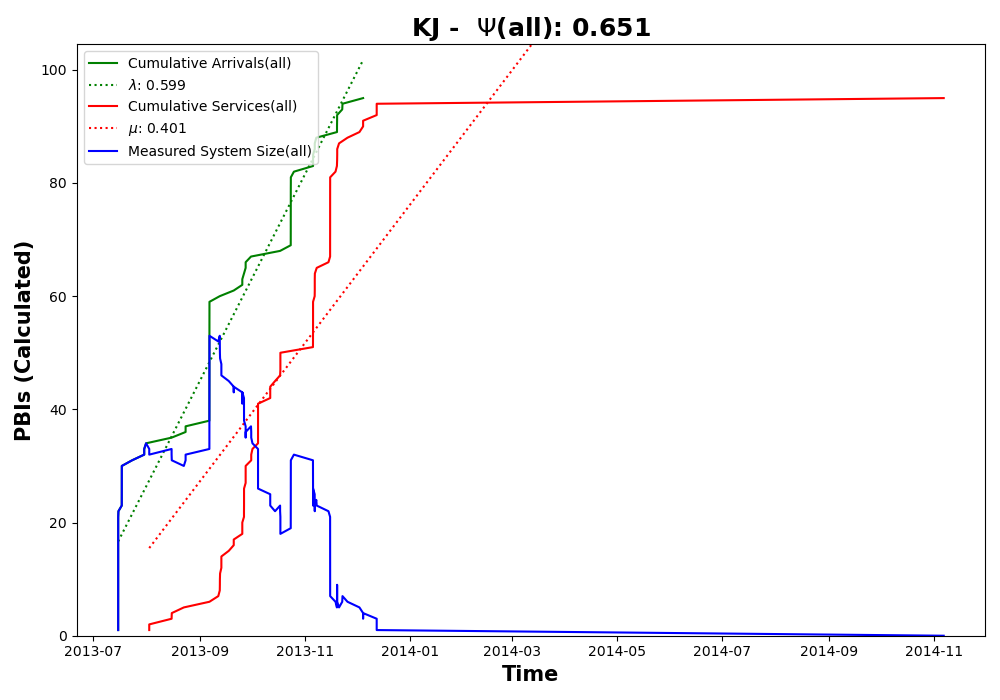 KJ -  Ψ(all): 0.651
Cumulative Arrivals(all)
λ: 0.599
Cumulative Services(all)
μ: 0.401
Measured System Size(all)
PBIs (Calculated)
100
80
60
40
20
0
2013-07 2013-09 2013-11 2014-01 2014-03 2014-05 2014-07 2014-09 2014-11
Time